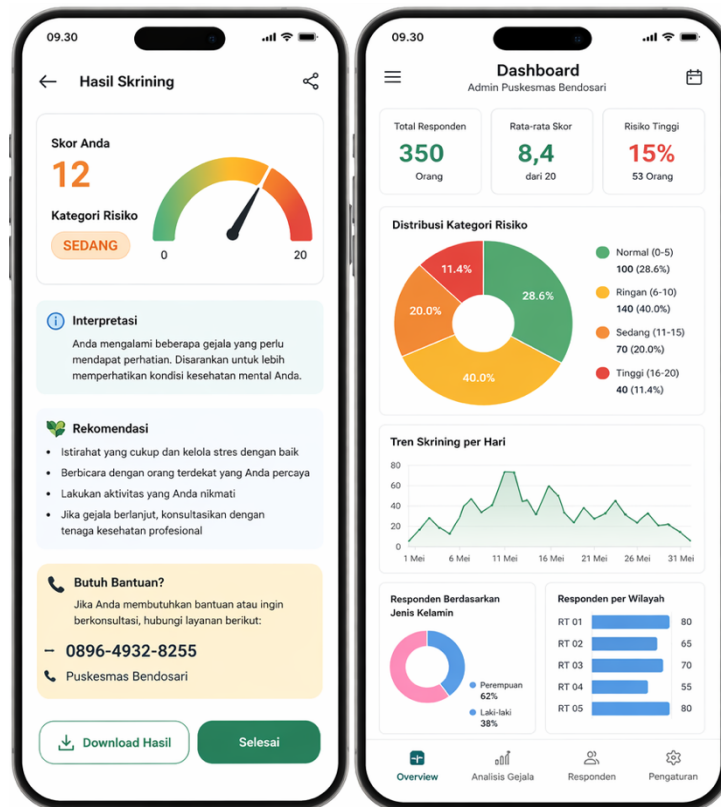 09.30
Hasil Skrining
Skor Anda
12
Kategori Risiko
SEDANG
0
20
Interpretasi
Anda mengalami beberapa gejala yang perlu
mendapat perhatian. Disarankan untuk lebih
memperhatikan kondisi kesehatan mental Anda.
Rekomendasi
• Istirahat yang cukup dan kelola stres dengan baik
• Berbicara dengan orang terdekat yang Anda percaya
• Lakukan aktivitas yang Anda nikmati
• Jika gejala berlanjut, konsultasikan dengan
tenaga kesehatan profesional
Butuh Bantuan?
Jika Anda membutuhkan bantuan atau ingin
berkonsultasi, hubungi layanan berikut:
– 0896-4932-8255
Puskesmas Bendosari
Download Hasil
Selesai
09.30
Dashboard
Admin Puskesmas Bendosari
Total Responden
350
Orang
Rata-rata Skor
8,4
dari 20
Risiko Tinggi
15%
53 Orang
Distribusi Kategori Risiko
11.4%
28.6%
20.0%
40.0%
Normal (0-5)
100 (28.6%)
Ringan (6-10)
140 (40.0%)
Sedang (11-15)
70 (20.0%)
Tinggi (16-20)
40 (11.4%)
Tren Skrining per Hari
80
60
40
20
0
1 Mei
6 Mei
11 Mei
16 Mei
21 Mei
26 Mei
31 Mei
Responden Berdasarkan
Jenis Kelamin
Perempuan
62%
Laki-laki
38%
Responden per Wilayah
RT 01 80
RT 02 65
RT 03 70
RT 04 55
RT 05 80
Overview
Analisis Gejala
Responden
Pengaturan